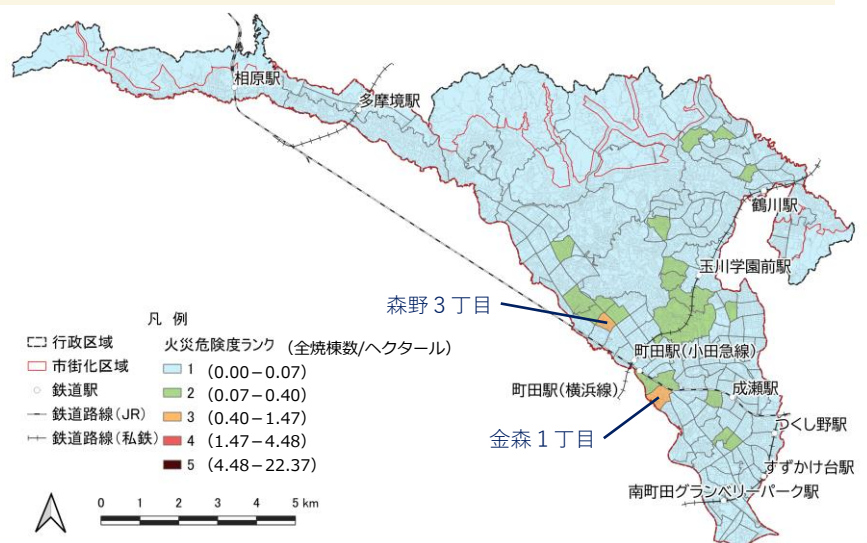 相原駅
多摩境駅
鶴川駅
玉川学園前駅
森野３丁目
町田駅(小田急線)
町田駅(横浜線)
成瀬駅
金森１丁目
つくし野駅
すずかけ台駅
南町田グランベリーパーク駅
凡 例
行政区域
市街化区域
鉄道駅
鉄道路線(JR)
鉄道路線(私鉄)
火災危険度ランク (全焼棟数/ヘクタール)
1 (0.00－0.07)
2 (0.07－0.40)
3 (0.40－1.47)
4 (1.47－4.48)
5 (4.48－22.37)
0 1 2 3 4 5 km